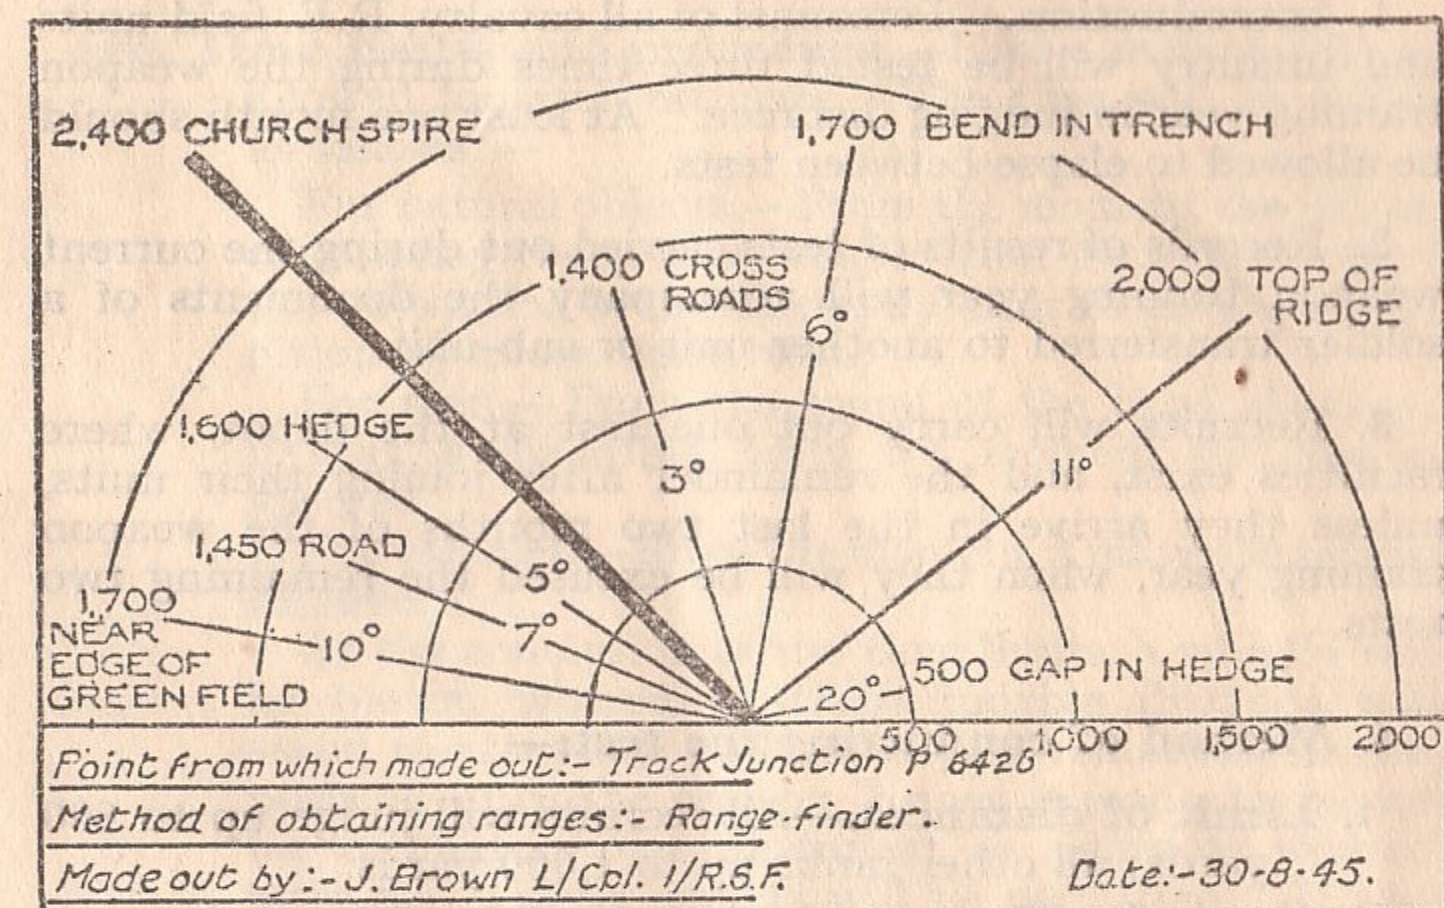 2,400 CHURCH SPIRE
1,700 BEND IN TRENCH
1,400 CROSS
ROADS
2,000 TOP OF
RIDGE
6°
1,600 HEDGE
3°
11°
1,450 ROAD
5°
1,700
NEAR
EDGE OF
GREEN FIELD
7°
10°
20°
500 GAP IN HEDGE
500 1,000 1,500 2,000
Point from which made out:- Track Junction P 6426
Method of obtaining ranges:- Range-finder.
Made out by:- J. Brown L/Cpl. 1/R.S.F. Date:-30-8-45.